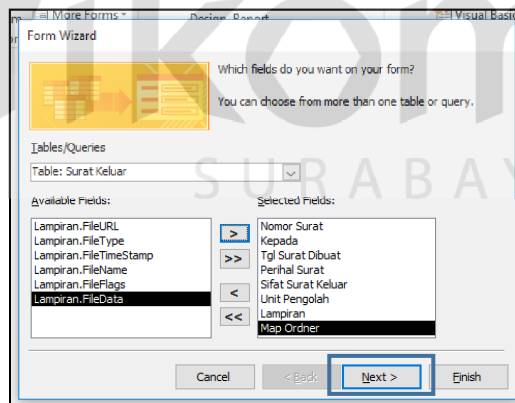 More Forms
Design Report
Visual Basic
Form Wizard
Which fields do you want on your form?
You can choose from more than one table or query.
Tables/Queries
Table: Surat Keluar
SURABAY
Available Fields:
Selected Fields:
Lampiran.FileURL
Lampiran.FileType
Lampiran.FileTimeStamp
Lampiran.FileName
Lampiran.FileFlags
Lampiran.FileData
>
>>
<
<<
Nomor Surat
Kepada
Tgl Surat Dibuat
Perihal Surat
Sifat Surat Keluar
Unit Pengolah
Lampiran
Map Ordner
Cancel
< Back
Next >
Finish